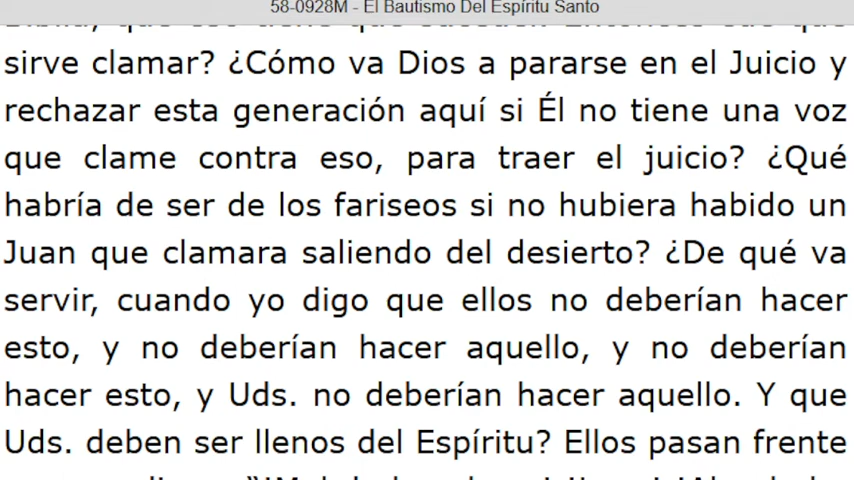 58-0928M - El Bautismo Del Espíritu Santo
sirve clamar? ¿Cómo va Dios a pararse en el Juicio y
rechazar esta generación aquí si Él no tiene una voz
que clame contra eso, para traer el juicio? ¿Qué
habría de ser de los fariseos si no hubiera habido un
Juan que clamara saliendo del desierto? ¿De qué va
servir, cuando yo digo que ellos no deberían hacer
esto, y no deberían hacer aquello, y no deberían
hacer esto, y Uds. no deberían hacer aquello. Y que
Uds. deben ser llenos del Espíritu? Ellos pasan frente